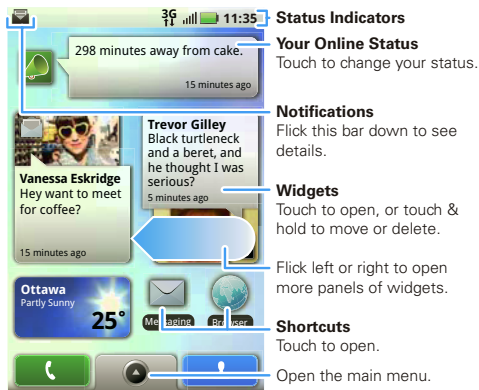 3G 11:35
Status Indicators
298 minutes away from cake.
15 minutes ago
Your Online Status
Touch to change your status.
Notifications
Flick this bar down to see
details.
Vanessa Eskridge
Hey want to meet
for coffee?
15 minutes ago
Trevor Gilley
Black turtleneck
and a beret, and
he thought I was
serious?
5 minutes ago
Widgets
Touch to open, or touch &
hold to move or delete.
Flick left or right to open
more panels of widgets.
Ottawa
Partly Sunny
25°
Messaging
Browser
Shortcuts
Touch to open.
Open the main menu.